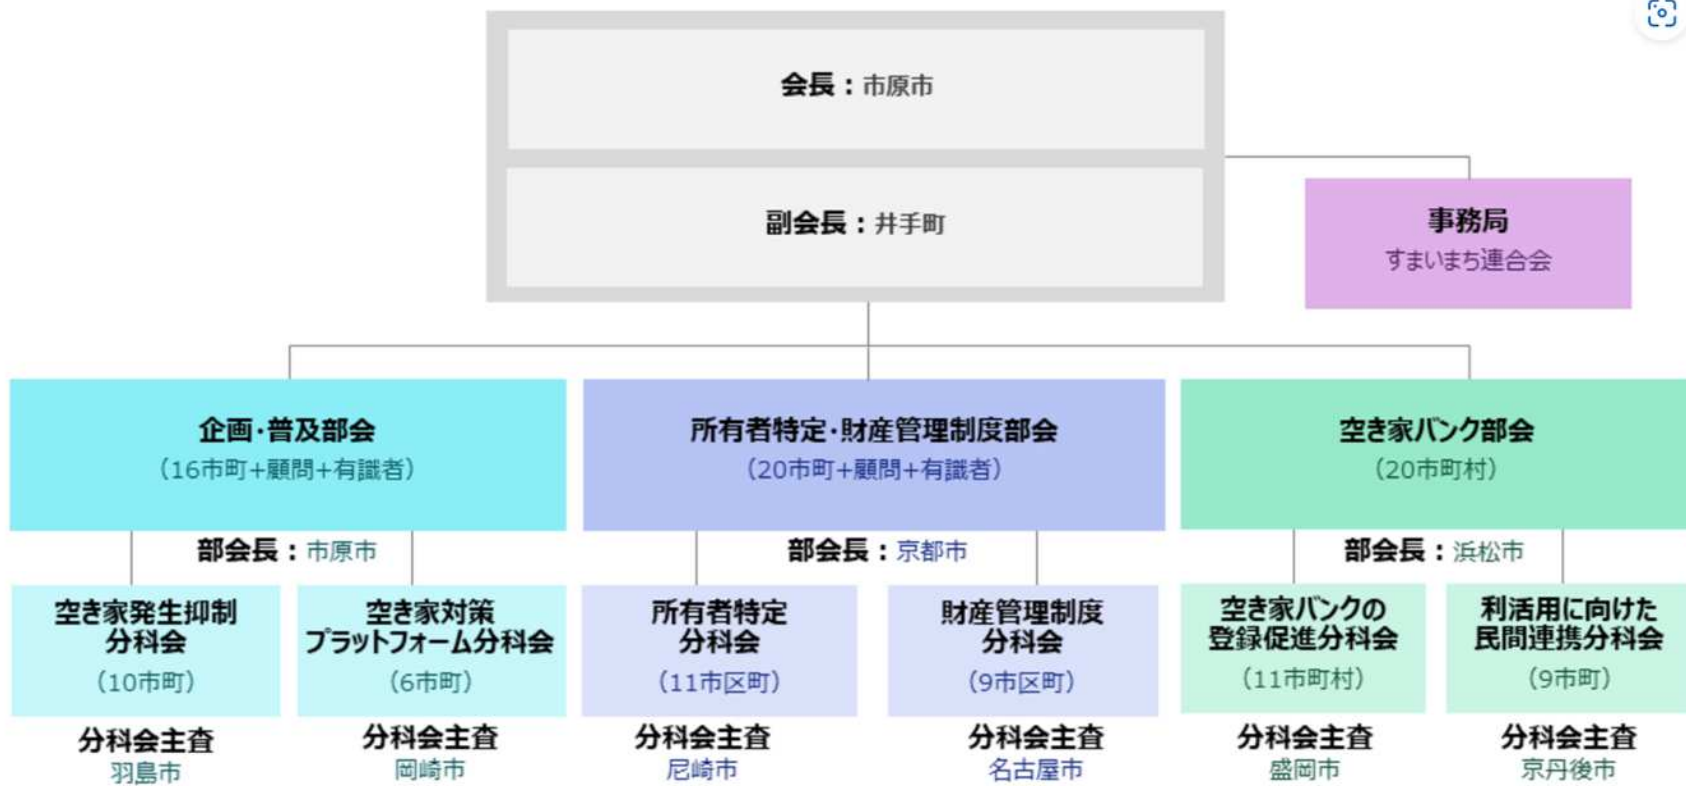 会長：市原市
副会長：井手町
事務局
すまいまち連合会
企画・普及部会
（16市町+顧問+有識者）
部会長：市原市
空き家発生抑制
分科会
（10市町）
分科会主査
羽島市
空き家対策
プラットフォーム分科会
（6市町）
分科会主査
岡崎市
所有者特定・財産管理制度部会
（20市町+顧問+有識者）
部会長：京都市
所有者特定
分科会
（11市区町）
分科会主査
尼崎市
財産管理制度
分科会
（9市区町）
分科会主査
名古屋市
空き家バンク部会
（20市町村）
部会長：浜松市
空き家バンクの
登録促進分科会
（11市町村）
分科会主査
盛岡市
利活用に向けた
民間連携分科会
（9市町）
分科会主査
京丹後市